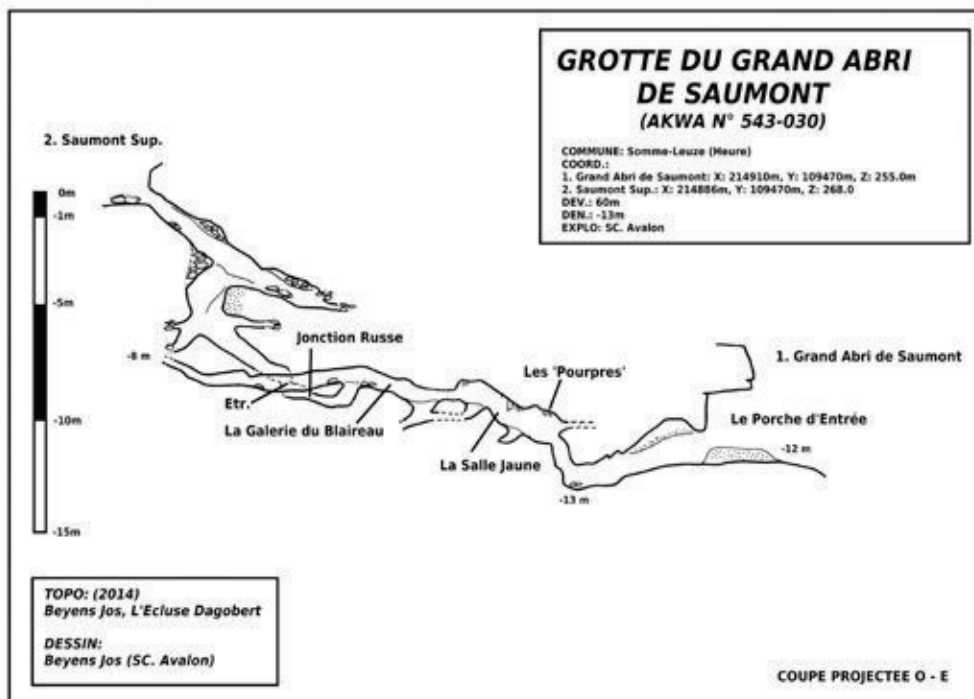 GROTTE DU GRAND ABRI
DE SAUMONT
(AKWA N° 543-030)
COMMUNE: Somme-Leuze (Heure)
COORD.:
1. Grand Abri de Saumont: X: 214910m, Y: 109470m, Z: 255.0m
2. Saumont Sup.: X: 214886m, Y: 109470m, Z: 268.0
DEV.: 60m
DEN.: -13m
EXPLO: SC. Avalon
2. Saumont Sup.
0m
-1m
-5m
-10m
-15m
-8 m
Jonction Russe
Etr.
La Galerie du Blaireau
Les 'Pourpres'
La Salle Jaune
1. Grand Abri de Saumont
Le Porche d'Entrée
-12 m
-13 m
TOPO: (2014)
Beyens Jos, L'Ecluse Dagobert
DESSIN:
Beyens Jos (SC. Avalon)
COUPE PROJECTEE O - E